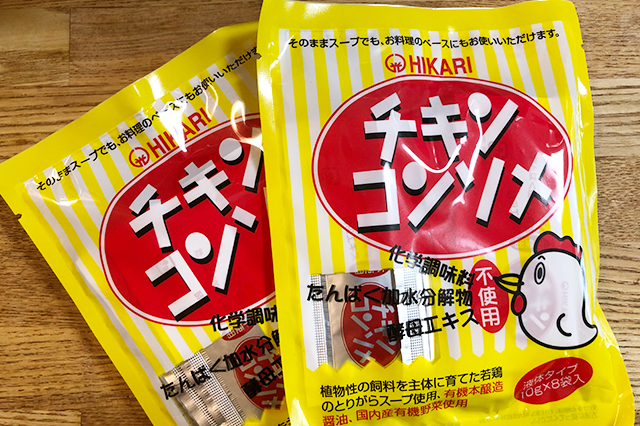 そのままスープでも、お料理のベースにもお使いいただけます。
HIKARI
チキン
コンソメ
化学調味料
たんぱく加水分解物
酵母エキス
不使用
植物性の飼料を主体に育てた若鶏
のとりがらスープ使用、有機本醸造
醤油、国内産有機野菜使用
液体タイプ
10g×8袋入
そのままスープでも、お料理のベースにもお使いいただけ
HIKARI
チキン
コン
化学調味
たんぱく加水分解
酵母